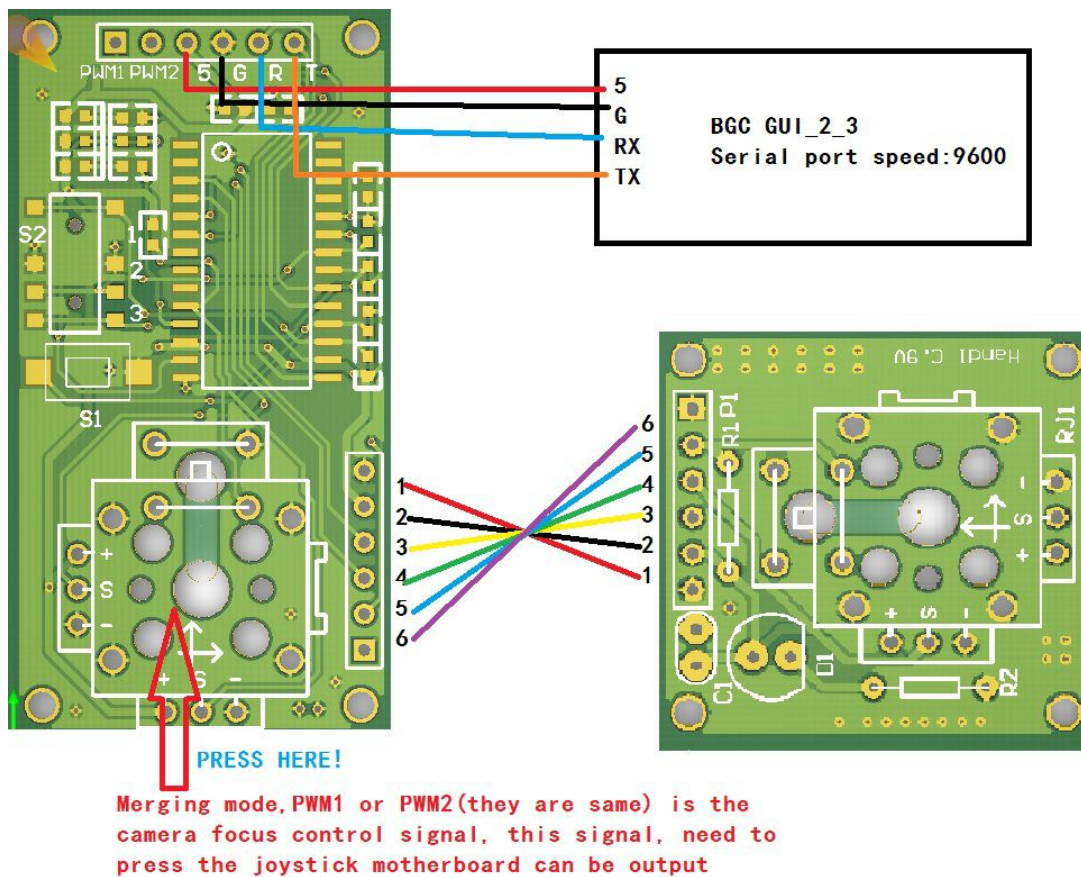 PWM1 PWM2 5 G R T
5
G
RX
TX
BGC GUI_2_3
Serial port speed:9600
S2
1
2
3
S1
1
2
3
4
5
6
6
5
4
3
2
1
Hand1 C.9V
P1
R1
RJ1
- S +
+ S -
C1
D1
R2
+
S
-
+ S -
PRESS HERE!
Merging mode,PWM1 or PWM2(they are same) is the
camera focus control signal, this signal, need to
press the joystick motherboard can be output